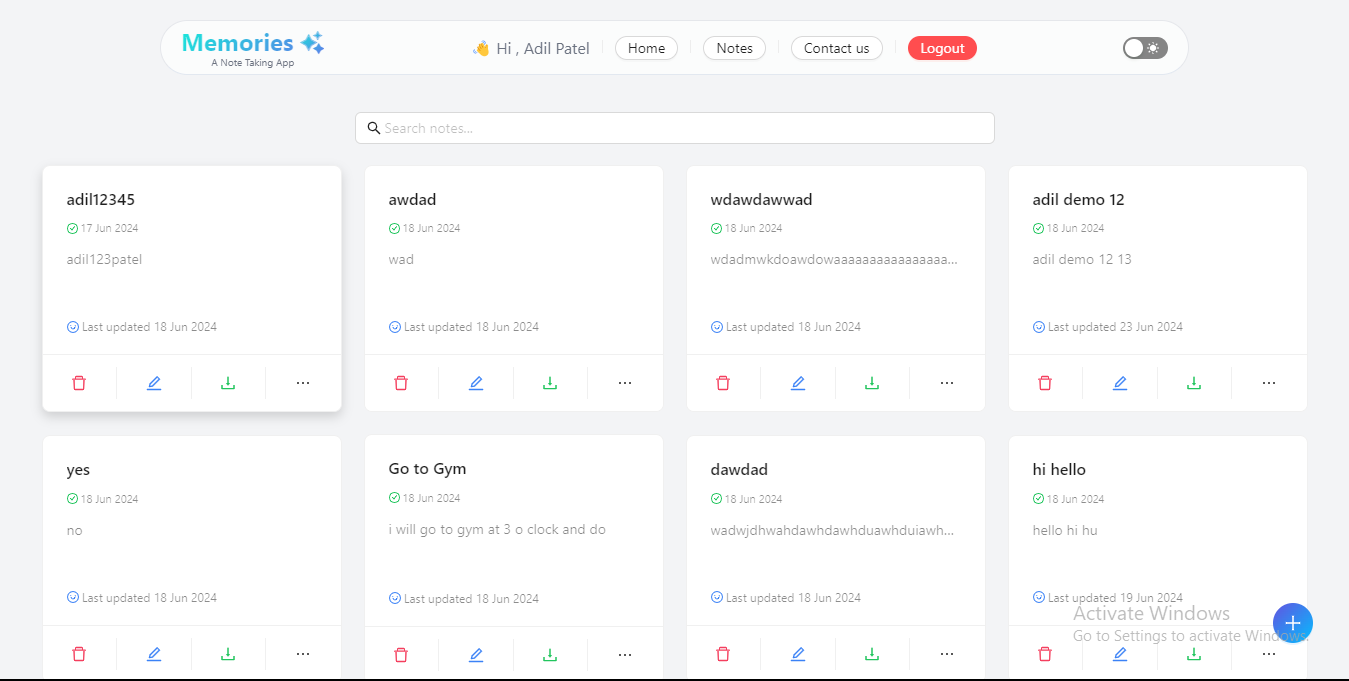 Memories
A Note Taking App
Hi , Adil Patel
Home
Notes
Contact us
Logout
Search notes...
adil12345
17 Jun 2024
adil123patel
Last updated 18 Jun 2024
awdad
18 Jun 2024
wad
Last updated 18 Jun 2024
wdawdawwad
18 Jun 2024
wdadmwkdoawdowaaaaaaaaaaaaaaaa...
Last updated 18 Jun 2024
adil demo 12
18 Jun 2024
adil demo 12 13
Last updated 23 Jun 2024
yes
18 Jun 2024
no
Last updated 18 Jun 2024
Go to Gym
18 Jun 2024
i will go to gym at 3 o clock and do
Last updated 18 Jun 2024
dawdad
18 Jun 2024
wadwjdhwahdawhdawhduawhduiawh...
Last updated 18 Jun 2024
hi hello
18 Jun 2024
hello hi hu
Last updated 19 Jun 2024
Activate Windows
Go to Settings to activate Windows.